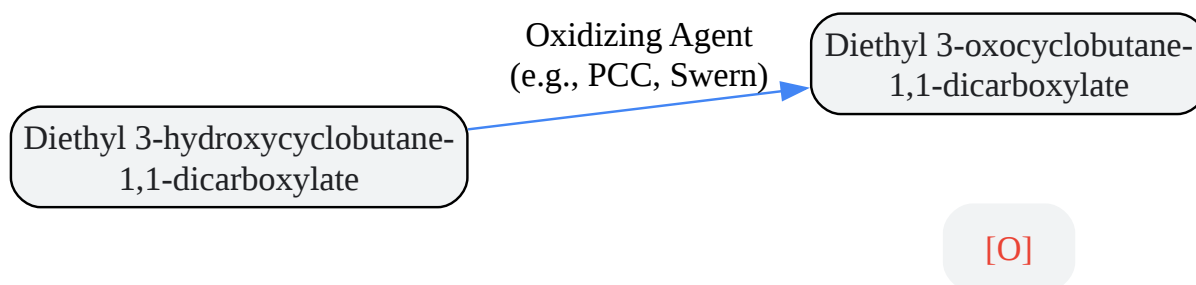 Oxidizing Agent
(e.g., PCC, Swern)
Diethyl 3-oxocyclobutane-
1,1-dicarboxylate
Diethyl 3-hydroxycyclobutane-
1,1-dicarboxylate
[O]